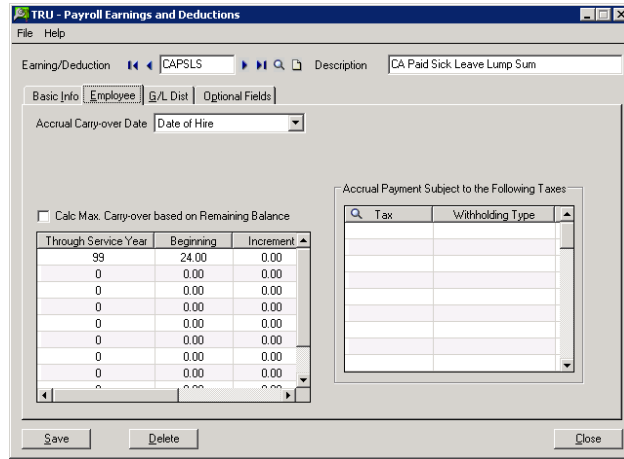 TRU - Payroll Earnings and Deductions
File Help
Earning/Deduction CAPSLS Description CA Paid Sick Leave Lump Sum
Basic Info Employee G/L Dist Optional Fields
Accrual Carry-over Date Date of Hire
Accrual Payment Subject to the Following Taxes
Calc Max. Carry-over based on Remaining Balance
Tax Withholding Type
Through Service Year Beginning Increment
99 24.00 0.00
0 0.00 0.00
0 0.00 0.00
0 0.00 0.00
0 0.00 0.00
0 0.00 0.00
0 0.00 0.00
0 0.00 0.00
0 0.00 0.00
Save Delete Close